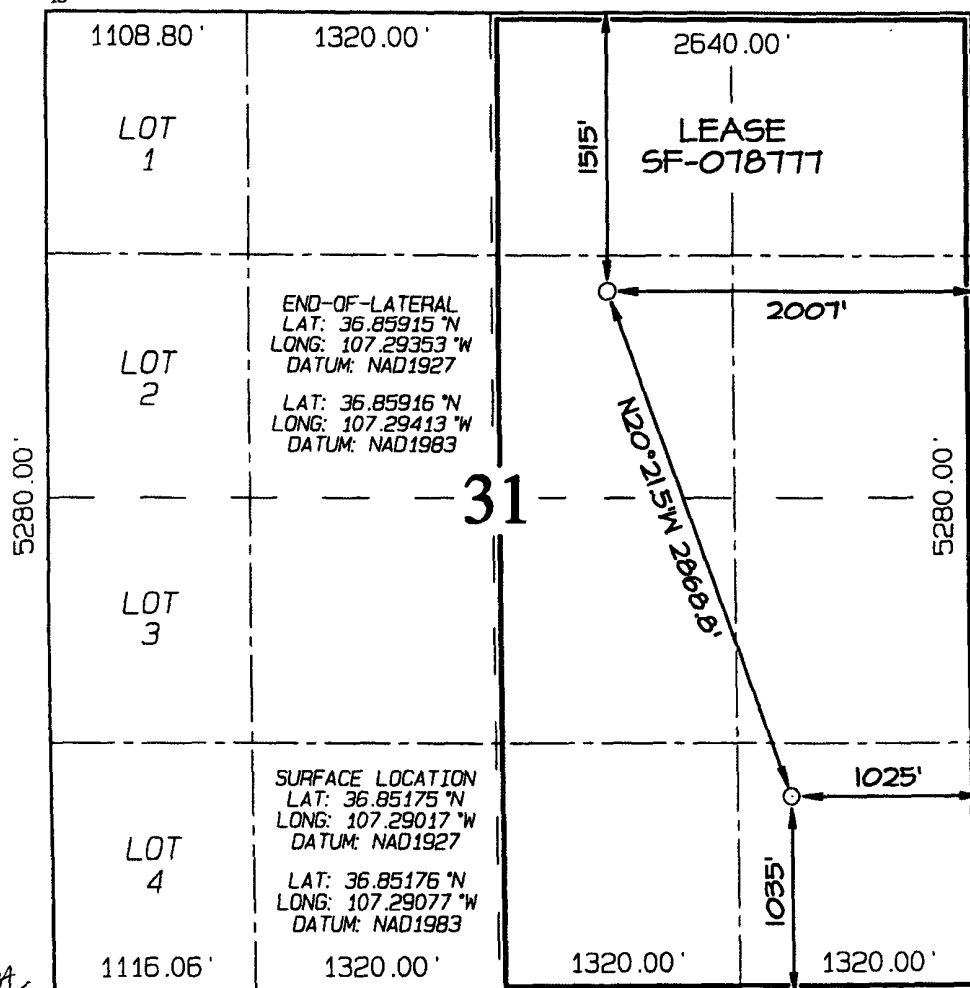 1108.80'
1320.00'
2640.00'
LOT
1
1515'
LEASE
SF-078777
END-OF-LATERAL
LAT: 36.85915 °N
LONG: 107.29353 °W
DATUM: NAD1927
LAT: 36.85916 °N
LONG: 107.29413 °W
DATUM: NAD1983
2007'
LOT
2
N20°21.5'W 2868.8'
5280.00'
31
5280.00'
LOT
3
SURFACE LOCATION
LAT: 36.85175 °N
LONG: 107.29017 °W
DATUM: NAD1927
LAT: 36.85176 °N
LONG: 107.29077 °W
DATUM: NAD1983
1025'
LOT
4
1035'
1116.06'
1320.00'
1320.00'
1320.00'